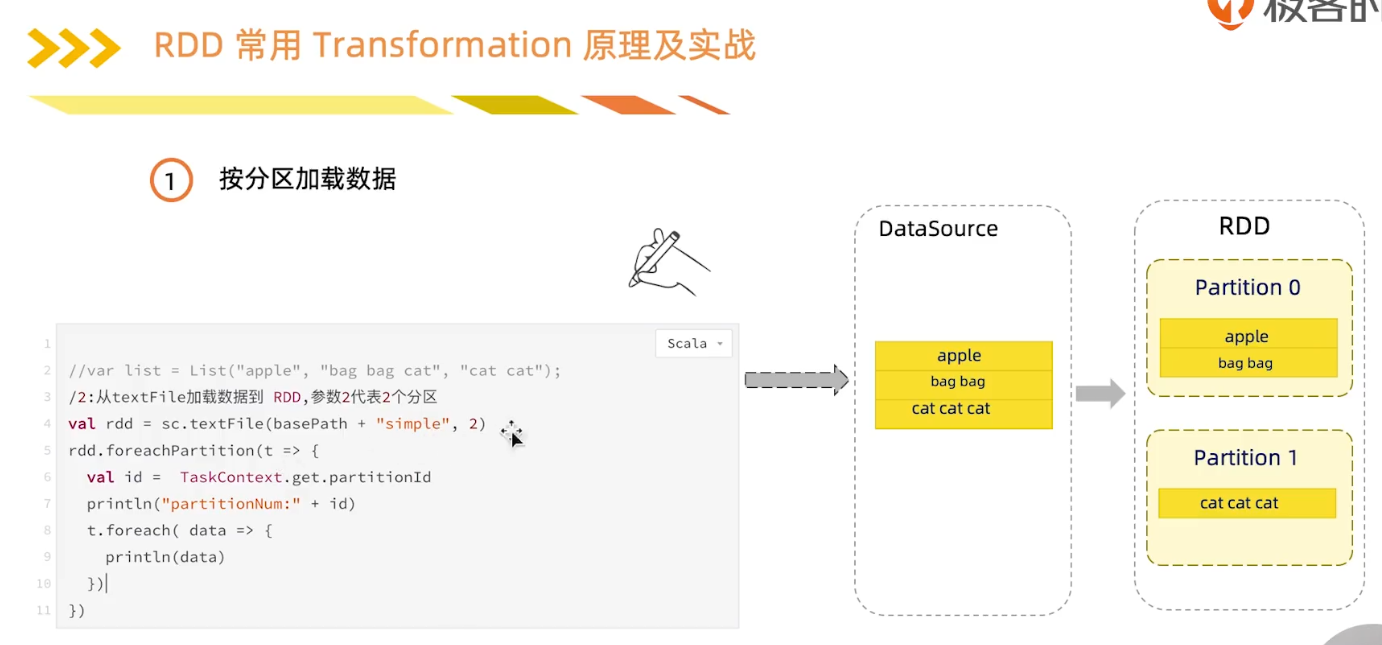 极客时
RDD 常用 Transformation 原理及实战
1 按分区加载数据
Scala
1
2 //var list = List("apple", "bag bag cat", "cat cat");
3 /2:从textFile加载数据到 RDD,参数2代表2个分区
4 val rdd = sc.textFile(basePath + "simple", 2)
5 rdd.foreachPartition(t => {
6 val id =  TaskContext.get.partitionId
7 println("partitionNum:" + id)
8 t.foreach( data => {
9 println(data)
10 })
11 })
DataSource
apple
bag bag
cat cat cat
RDD
Partition 0
apple
bag bag
Partition 1
cat cat cat